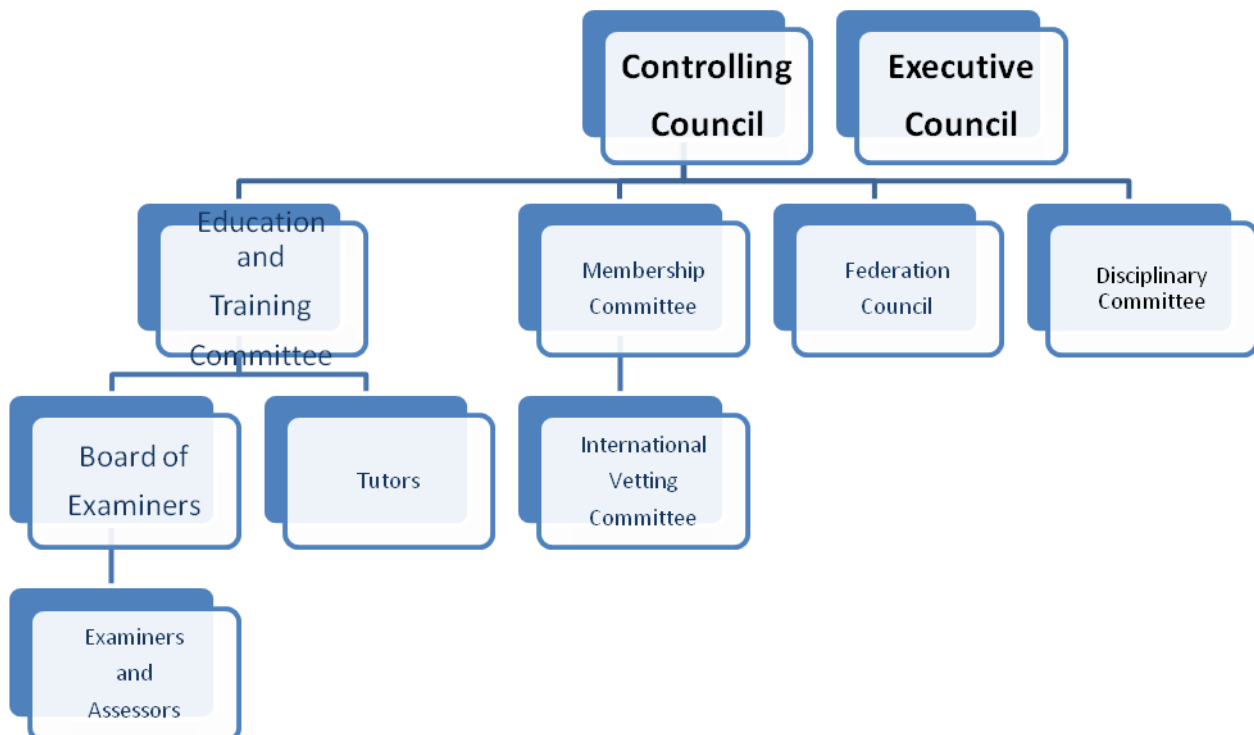 Controlling
Council
Executive
Council
Education
and
Training
Committee
Membership
Committee
Federation
Council
Disciplinary
Committee
Board of
Examiners
Tutors
International
Vetting
Committee
Examiners
and
Assessors